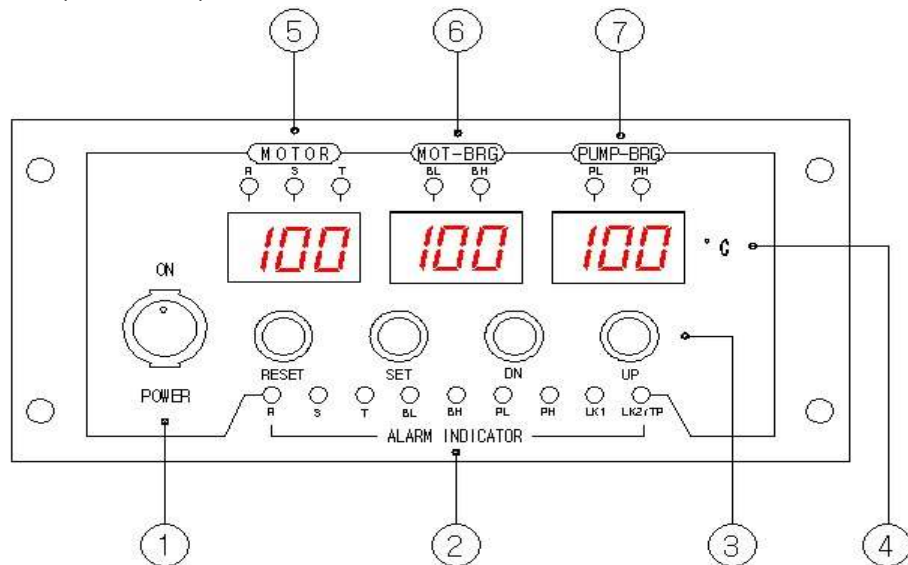 5 6 7
MOTOR MOT-BRG PUMP-BRG
R S T BL BH PL PH
100 100 100 °C 4
ON
RESET SET DN UP
POWER
R S T BL BH PL PH LK1 LK2/TP
ALARM INDICATOR
1 2 3 4